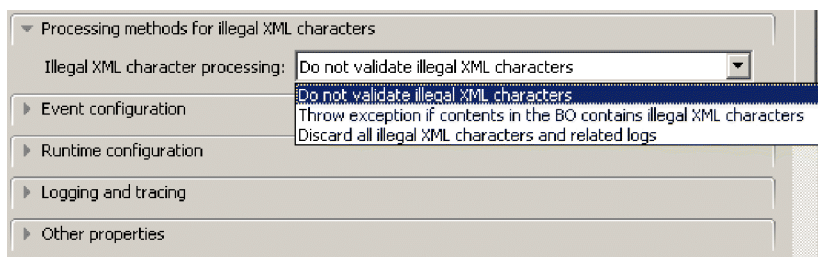 Processing methods for illegal XML characters
Illegal XML character processing: Do not validate illegal XML characters
Do not validate illegal XML characters
Throw exception if contents in the BO contains illegal XML characters
Discard all illegal XML characters and related logs
Event configuration
Runtime configuration
Logging and tracing
Other properties